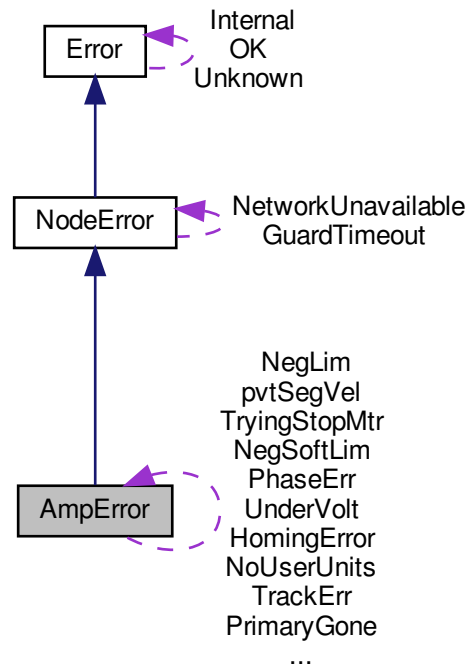 Internal
OK
Unknown
Error
NetworkUnavailable
GuardTimeout
NodeError
NegLim
pvtSegVel
TryingStopMtr
NegSoftLim
PhaseErr
UnderVolt
HomingError
NoUserUnits
TrackErr
PrimaryGone
...
AmpError